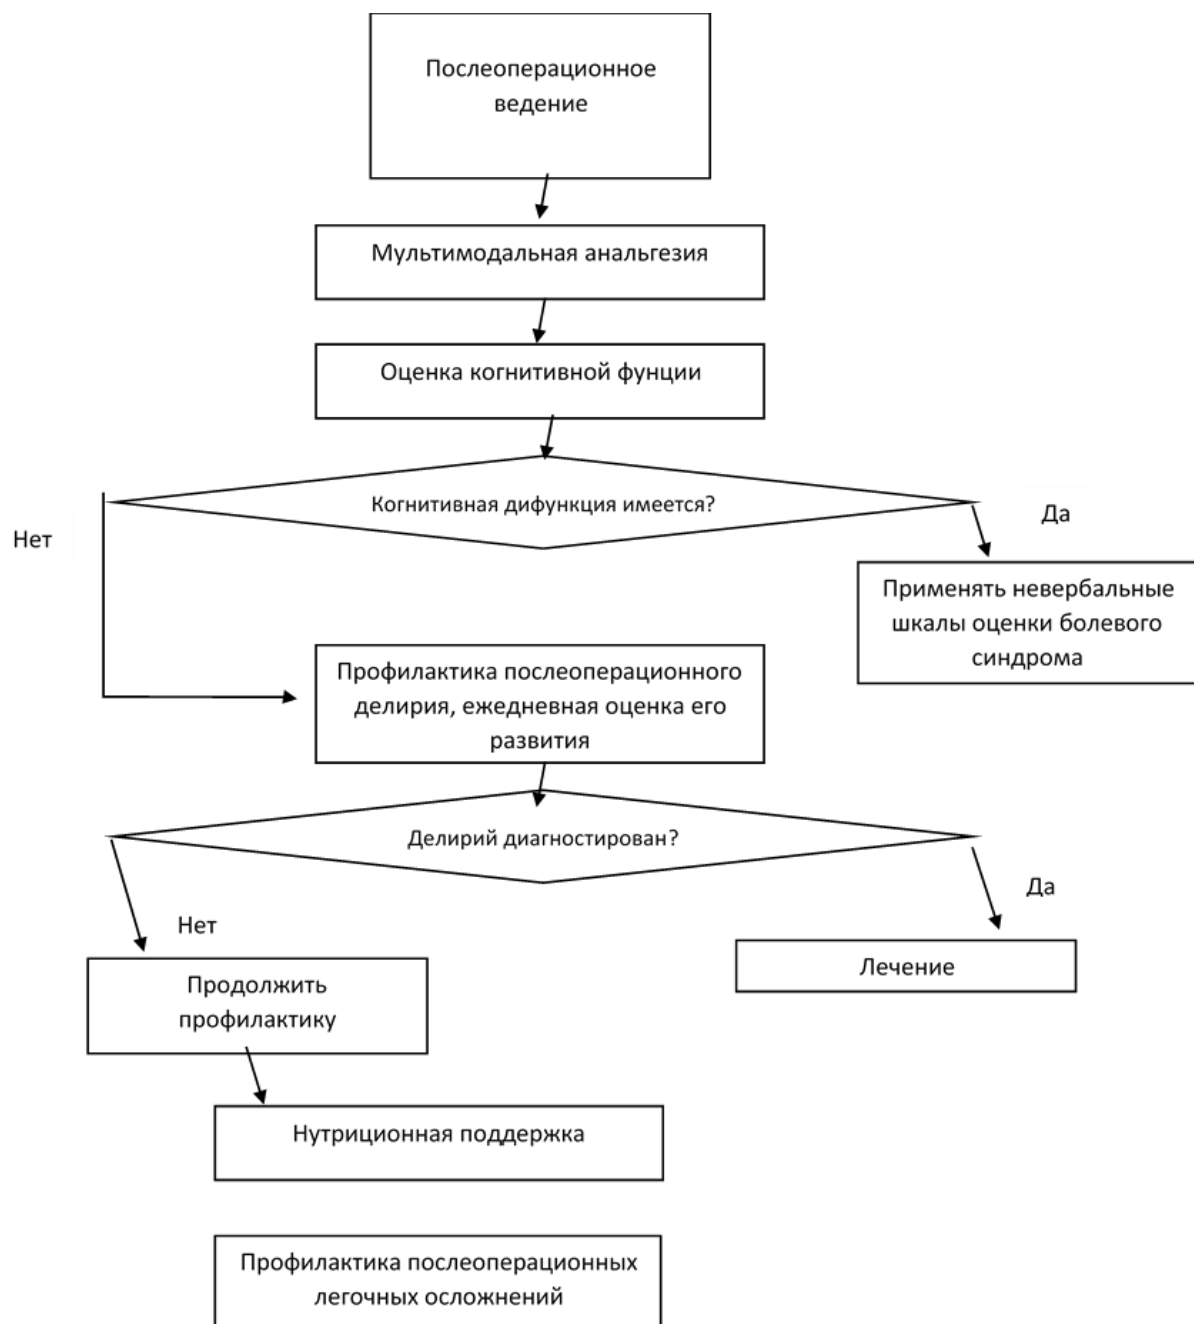 Послеоперационное
ведение
Мультимодальная анальгезия
Оценка когнитивной фунции
Когнитивная дифункция имеется?
Нет
Да
Применять невербальные
шкалы оценки болевого
синдрома
Профилактика послеоперационного
делирия, ежедневная оценка его
развития
Делирий диагностирован?
Да
Нет
Лечение
Продолжить
профилактику
Нутриционная поддержка
Профилактика послеоперационных
легочных осложнений